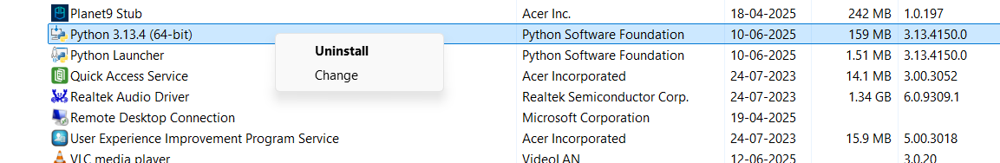 Planet9 Stub Acer Inc. 18-04-2025 242 MB 1.0.197
Python 3.13.4 (64-bit) Python Software Foundation 10-06-2025 159 MB 3.13.4150.0
Uninstall
Python Launcher Python Software Foundation 10-06-2025 1.51 MB 3.13.4150.0
Change
Quick Access Service Acer Incorporated 24-07-2023 14.1 MB 3.00.3052
Realtek Audio Driver Realtek Semiconductor Corp. 24-07-2023 1.34 GB 6.0.9309.1
Remote Desktop Connection Microsoft Corporation 19-04-2025
User Experience Improvement Program Service Acer Incorporated 24-07-2023 15.9 MB 5.00.3018
VLC media player VideoLAN 12-06-2025 3.0.20